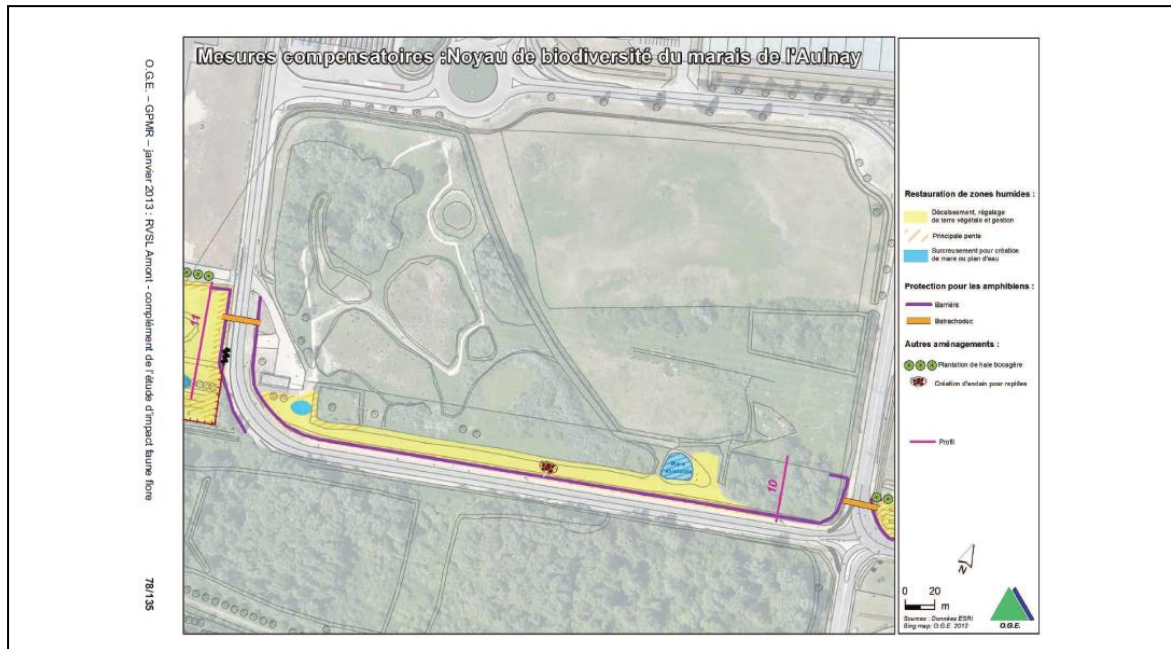 Mesures compensatoires :Noyau de biodiversité du marais de l'Aulnay
O.G.E. – GPMR – janvier 2013 : RVSL Amont - complément de l'étude d'impact faune flore
78/135
11
10
Mare
existante
Restauration de zones humides :
Décaissement, régalage
de terre végétale et gestion
Principale pente
Surcreusement pour création
de mare ou plan d'eau
Protection pour les amphibiens :
Barrière
Batrachoduc
Autres aménagements :
Plantation de haie bocagère
Création d'andain pour reptiles
Profil
N
0 20
m
Sources : Données ESRI
Bing map; O.G.E. 2012
O.G.E.